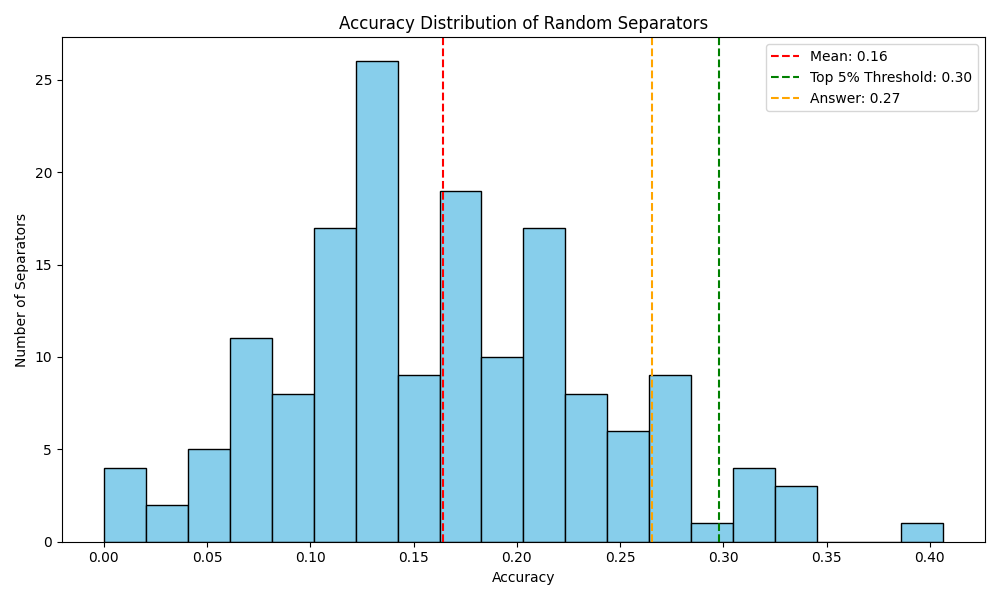 Accuracy Distribution of Random Separators
Mean: 0.16
Top 5% Threshold: 0.30
Answer: 0.27
Number of Separators
25
20
15
10
5
0
0.00 0.05 0.10 0.15 0.20 0.25 0.30 0.35 0.40
Accuracy